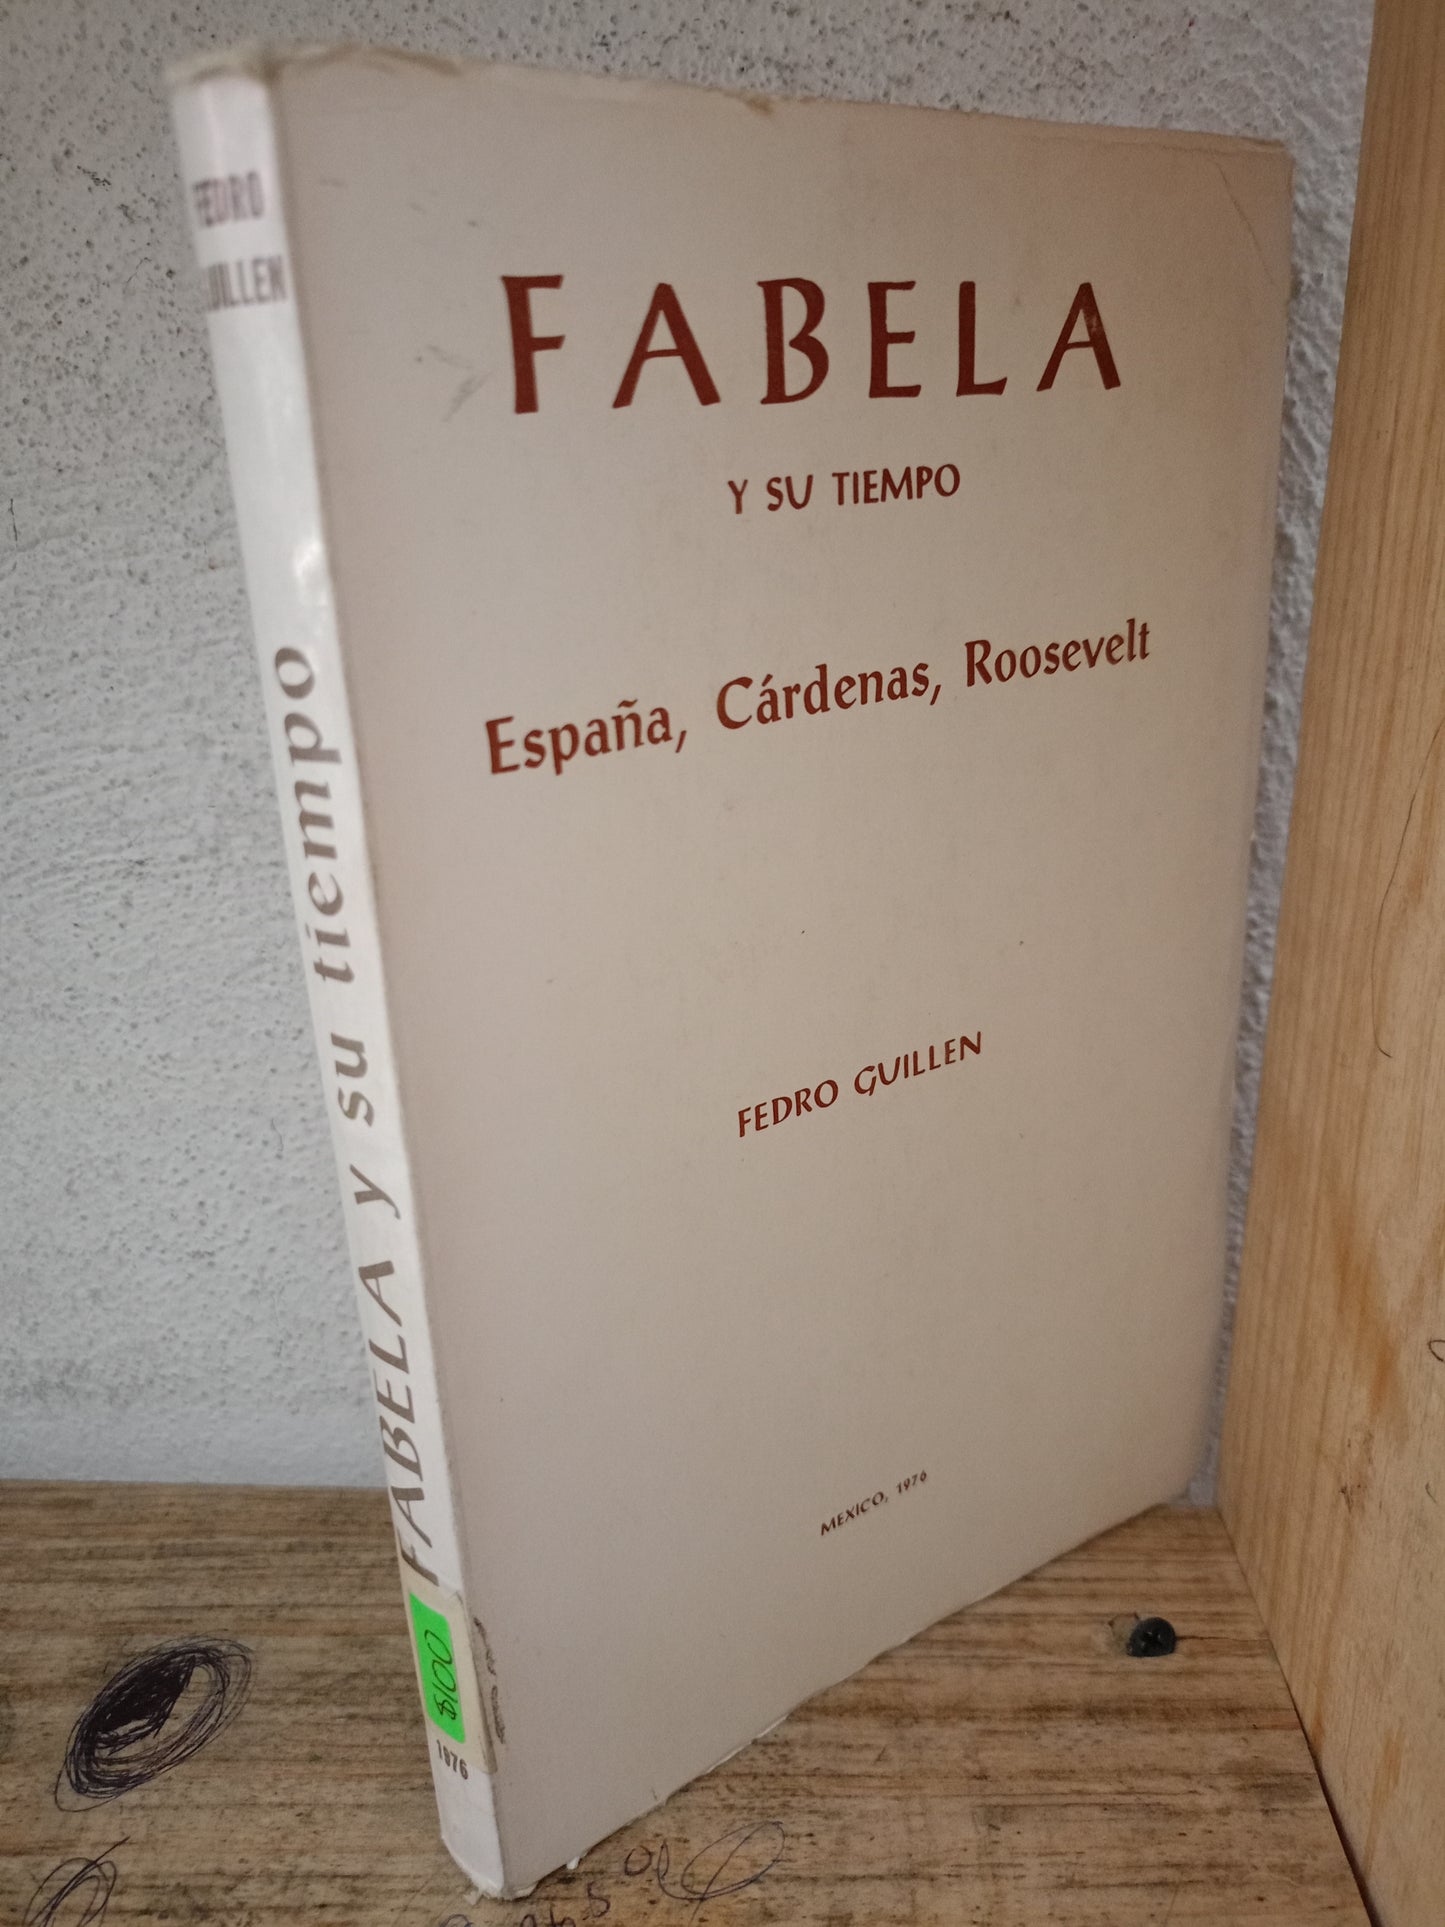 FABELA
Y SU TIEMPO
España, Cárdenas, Roosevelt
FEDRO GUILLEN
MEXICO, 1976
FEDRO
GUILLEN
FABELA y su tiempo
$100
1976